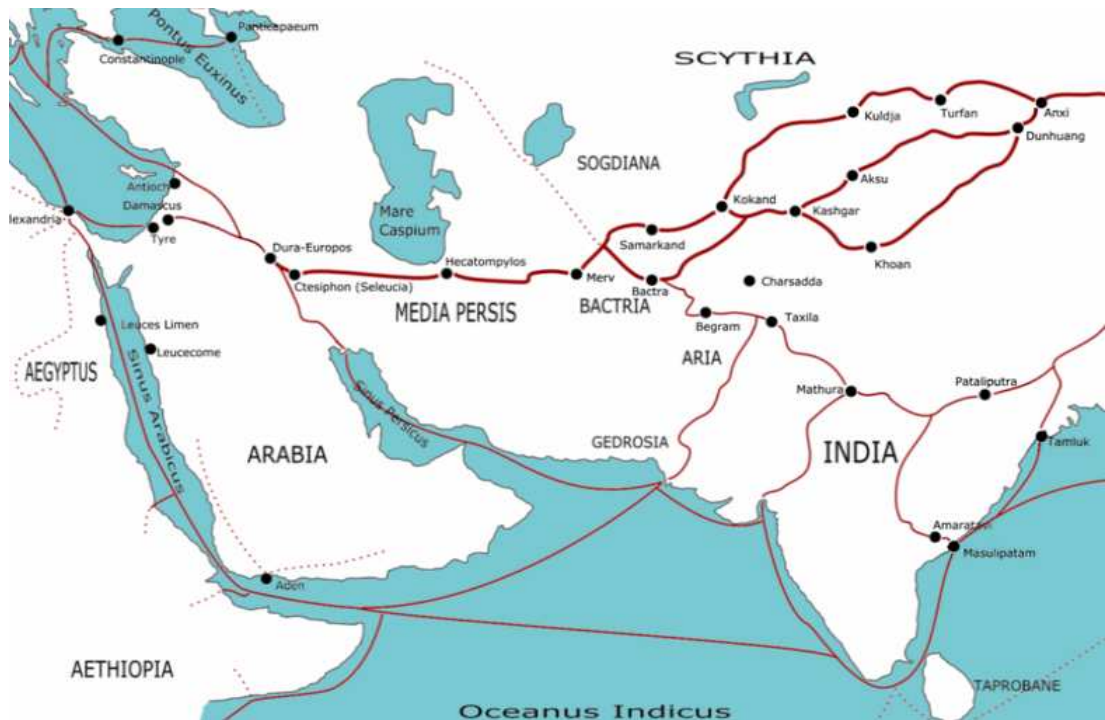 Pontus Euxinus
Panticapaeum
Constantinople
SCYTHIA
Kuldja
Turfan
Anxi
Dunhuang
SOGDIANA
Aksu
Antioch
Damascus
lexandria
Tyre
Mare
Caspium
Kokand
Kashgar
Samarkand
Dura-Europos
Hecatompylos
Khoan
Ctesiphon (Seleucia)
Merv
Bactra
Charsadda
MEDIA PERSIS
BACTRIA
Leuces Limen
Begram
Taxila
Leucecome
AEGYPTUS
Sinus Arabicus
ARIA
Sinus Persicus
Mathura
Pataliputra
GEDROSIA
ARABIA
INDIA
Tamluk
Masulipatam
Aden
AETHIOPIA
TAPROBANE
Oceanus Indicus